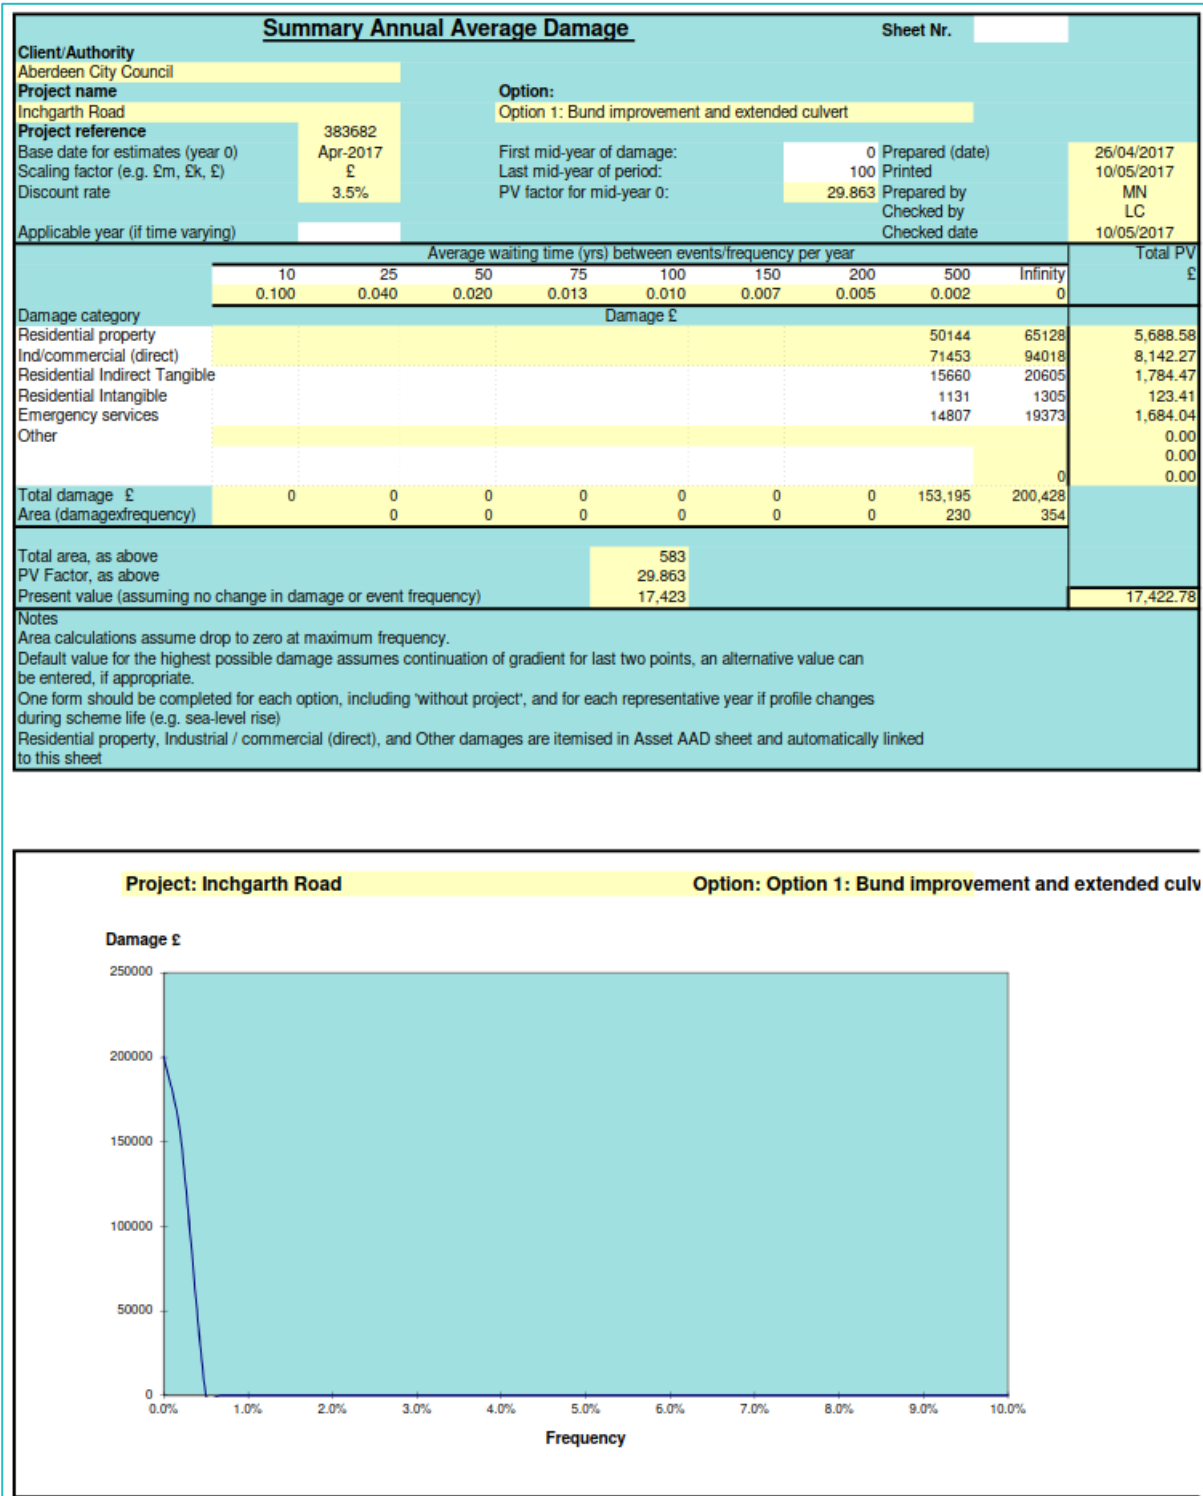 Summary Annual Average Damage Sheet Nr.
Client/Authority
Aberdeen City Council
Project name Option:
Inchgarth Road Option 1: Bund improvement and extended culvert
Project reference 383682
Base date for estimates (year 0) Apr-2017 First mid-year of damage: 0 Prepared (date) 26/04/2017
Scaling factor (e.g. £m, £k, £) £ Last mid-year of period: 100 Printed 10/05/2017
Discount rate 3.5% PV factor for mid-year 0: 29.863 Prepared by MN
Checked by LC
Applicable year (if time varying) Checked date 10/05/2017
Average waiting time (yrs) between events/frequency per year Total PV
10 25 50 75 100 150 200 500 Infinity £
0.100 0.040 0.020 0.013 0.010 0.007 0.005 0.002 0
Damage category Damage £
Residential property 50144 65128 5,688.58
Ind/commercial (direct) 71453 94018 8,142.27
Residential Indirect Tangible 15660 20605 1,784.47
Residential Intangible 1131 1305 123.41
Emergency services 14807 19373 1,684.04
Other 0.00
0.00
0 0.00
Total damage £ 0 0 0 0 0 0 0 153,195 200,428
Area (damagexfrequency) 0 0 0 0 0 0 230 354
Total area, as above 583
PV Factor, as above 29.863
Present value (assuming no change in damage or event frequency) 17,423 17,422.78
Notes
Area calculations assume drop to zero at maximum frequency.
Default value for the highest possible damage assumes continuation of gradient for last two points, an alternative value can
be entered, if appropriate.
One form should be completed for each option, including 'without project', and for each representative year if profile changes
during scheme life (e.g. sea-level rise)
Residential property, Industrial / commercial (direct), and Other damages are itemised in Asset AAD sheet and automatically linked
to this sheet
Project: Inchgarth Road Option: Option 1: Bund improvement and extended culv
Damage £
250000
200000
150000
100000
50000
0
0.0% 1.0% 2.0% 3.0% 4.0% 5.0% 6.0% 7.0% 8.0% 9.0% 10.0%
Frequency